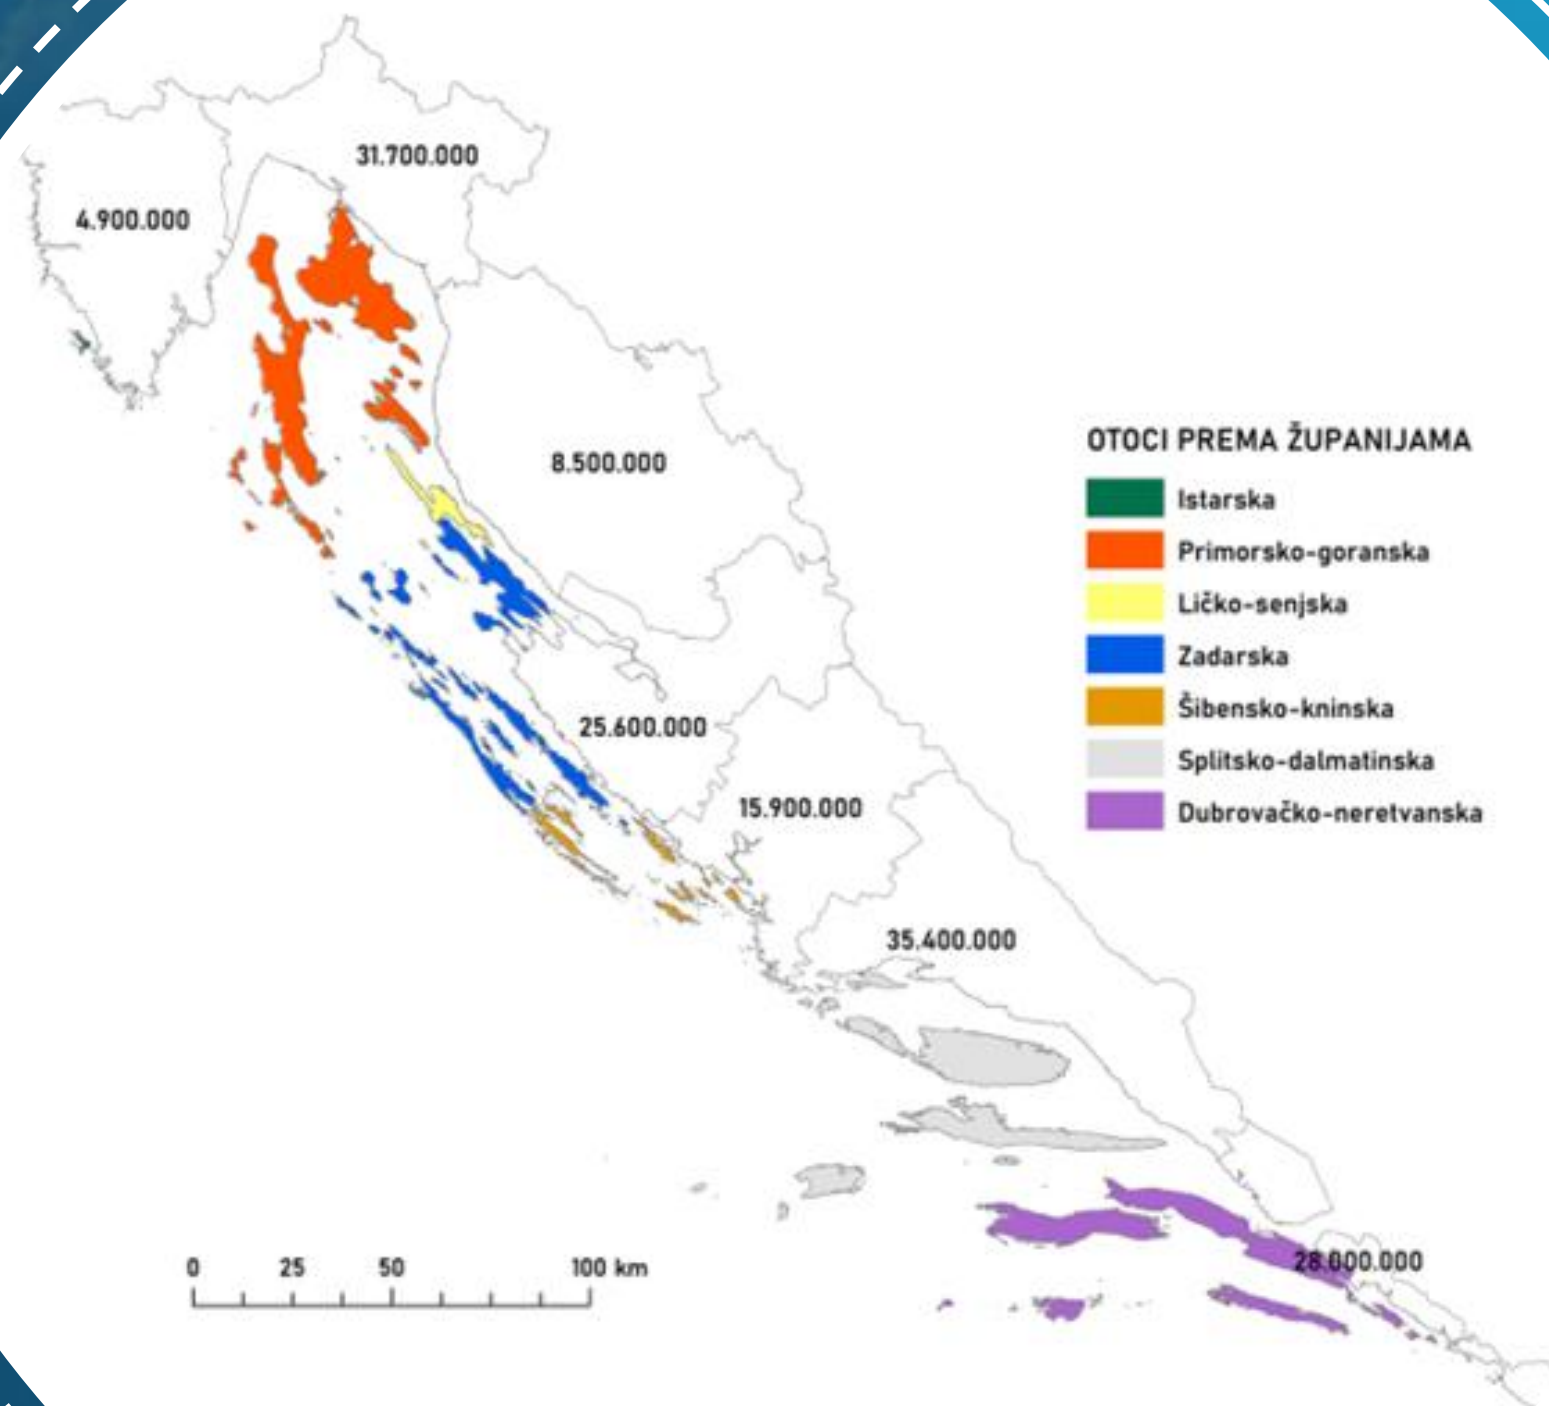 31.700.000
4.900.000
8.500.000
OTOCI PREMA ŽUPANIJAMA
Istarska
Primorsko-goranska
Ličko-senjska
Zadarska
Šibensko-kninska
Splitsko-dalmatinska
Dubrovačko-neretvanska
25.600.000
15.900.000
35.400.000
28.000.000
0 25 50 100 km